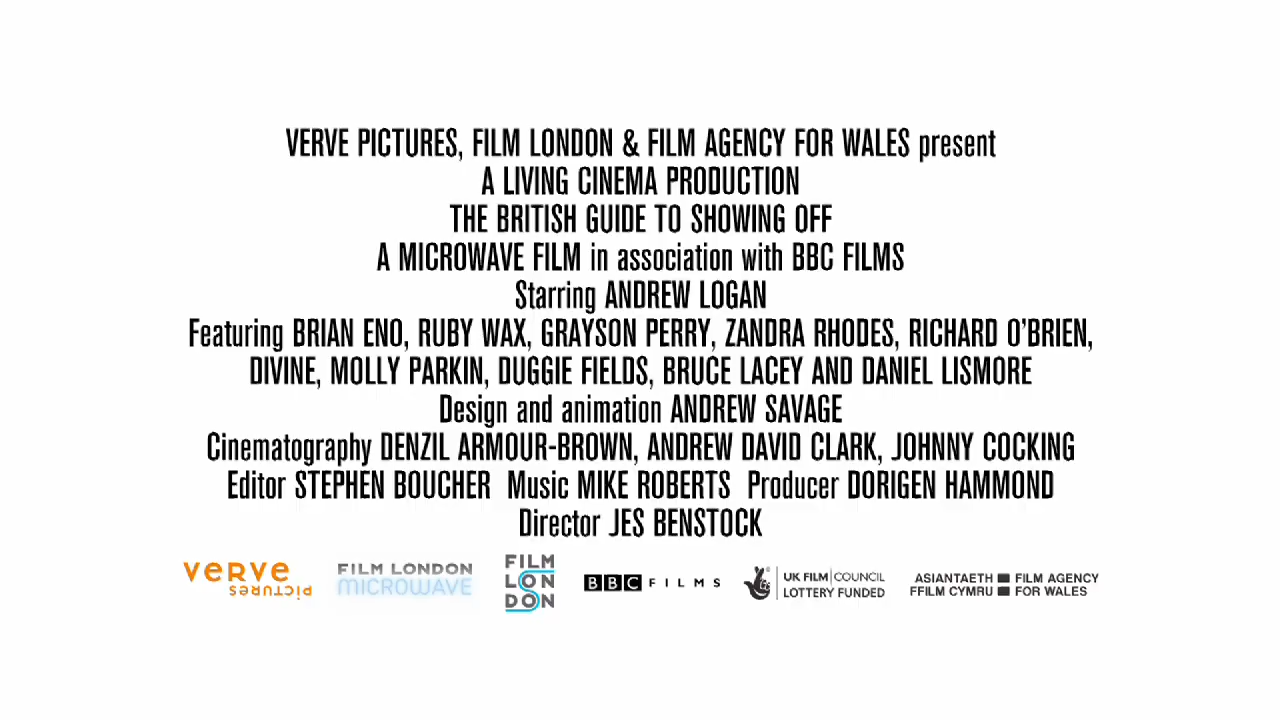 VERVE PICTURES, FILM LONDON & FILM AGENCY FOR WALES present
A LIVING CINEMA PRODUCTION
THE BRITISH GUIDE TO SHOWING OFF
A MICROWAVE FILM in association with BBC FILMS
Starring ANDREW LOGAN
Featuring BRIAN ENO, RUBY WAX, GRAYSON PERRY, ZANDRA RHODES, RICHARD O'BRIEN,
DIVINE, MOLLY PARKIN, DUGGIE FIELDS, BRUCE LACEY AND DANIEL LISMORE
Design and animation ANDREW SAVAGE
Cinematography DENZIL ARMOUR-BROWN, ANDREW DAVID CLARK, JOHNNY COCKING
Editor STEPHEN BOUCHER Music MIKE ROBERTS Producer DORIGEN HAMMOND
Director JES BENSTOCK
verve
pictures
FILM LONDON
MICROWAVE
FILM
LON
DON
BBC FILMS
UK FILM COUNCIL
LOTTERY FUNDED
ASIANTAETH FILM AGENCY
FFILM CYMRU FOR WALES